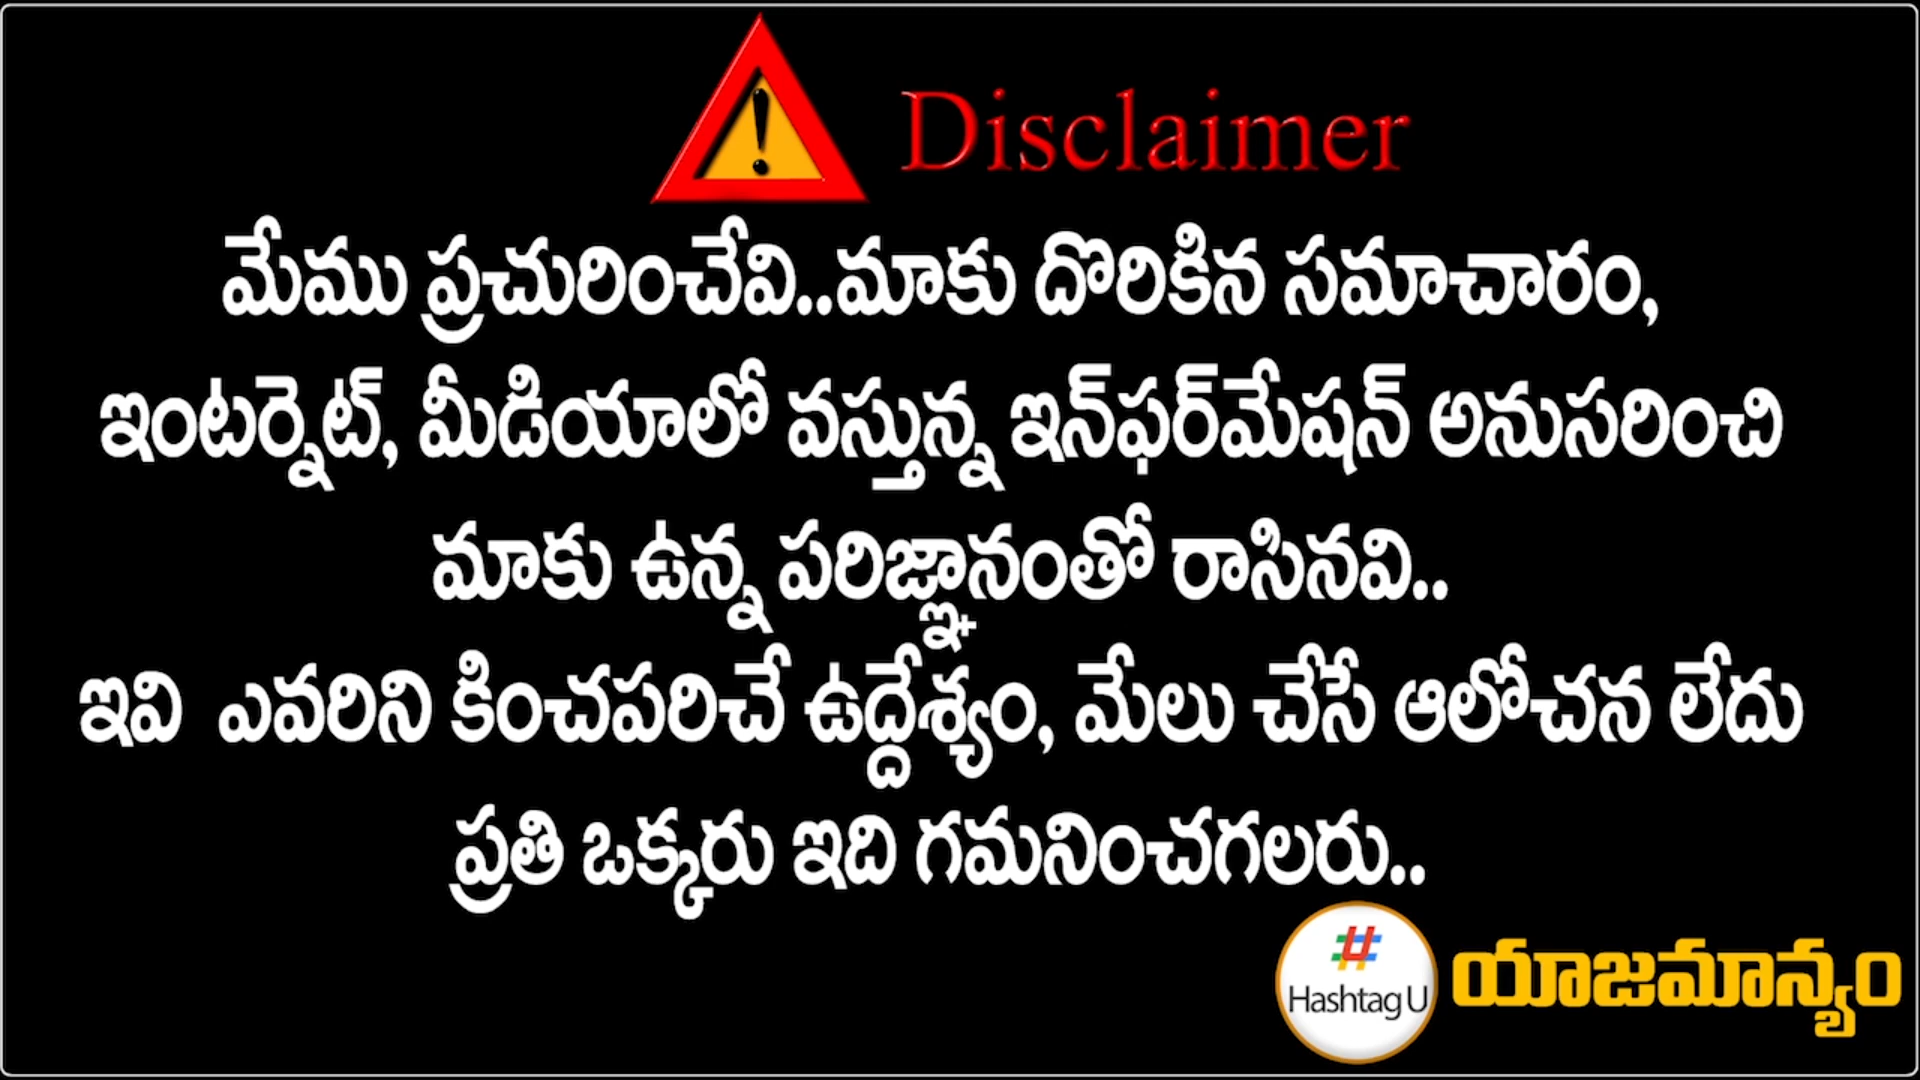 Disclaimer
మేము ప్రచురించేవి..మాకు దొరికిన సమాచారం,
ఇంటర్నెట్, మీడియాలో వస్తున్న ఇన్‌ఫర్‌మేషన్ అనుసరించి
మాకు ఉన్న పరిజ్ఞానంతో రాసినవి..
ఇవి ఎవరిని కించపరిచే ఉద్దేశ్యం, మేలు చేసే ఆలోచన లేదు
ప్రతి ఒక్కరు ఇది గమనించగలరు..
# Hashtag U యాజమాన్యం